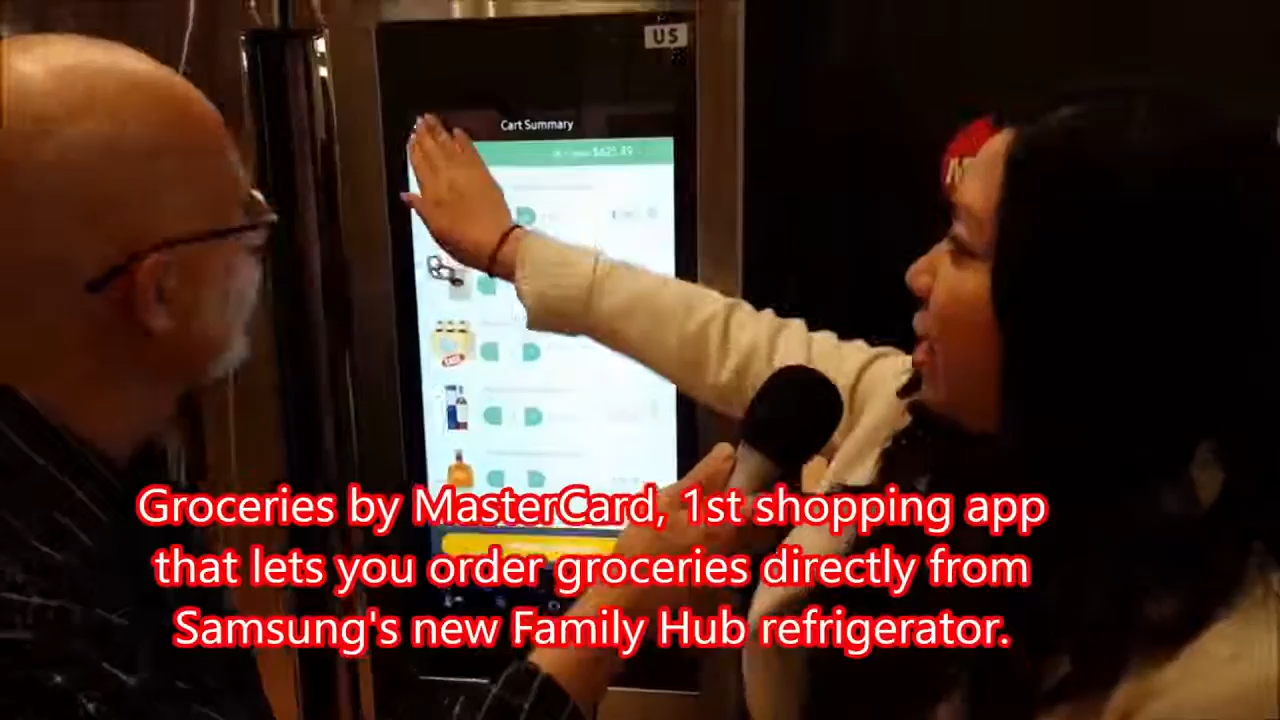 US
Cart Summary
Groceries by MasterCard, 1st shopping app
that lets you order groceries directly from
Samsung's new Family Hub refrigerator.